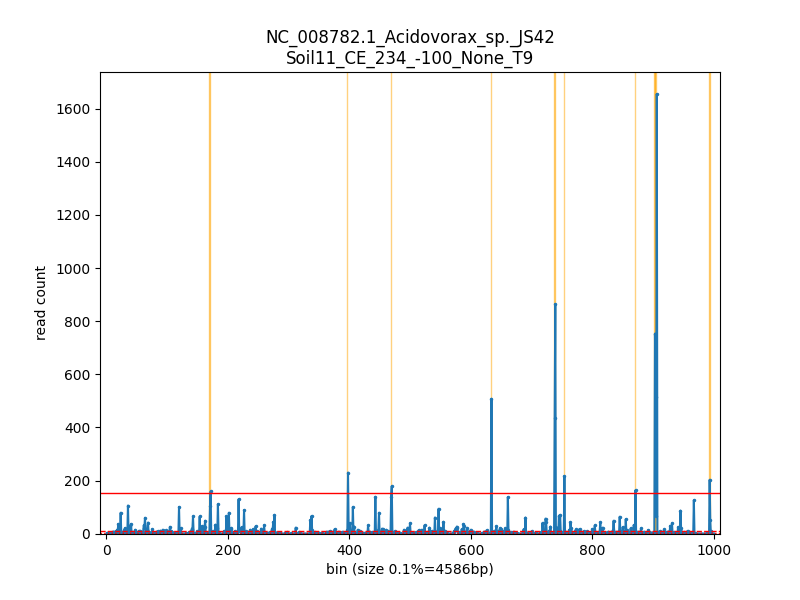 NC_008782.1_Acidovorax_sp._JS42
Soil11_CE_234_-100_None_T9
1600
1400
1200
1000
800
600
400
200
0
read count
0 200 400 600 800 1000
bin (size 0.1%=4586bp)